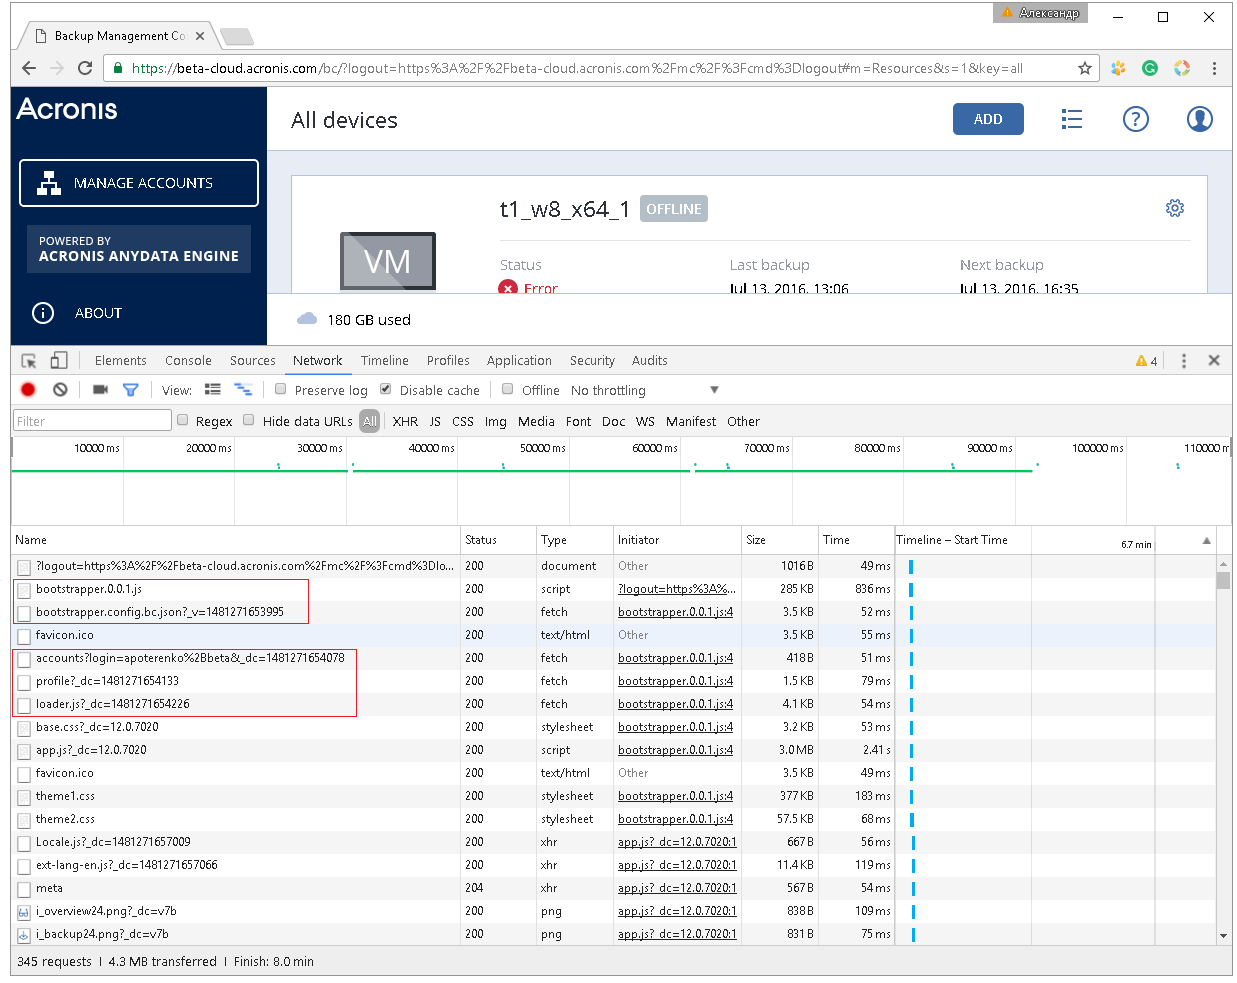 Александр
Backup Management Co
https://beta-cloud.acronis.com/bc/?logout=https%3A%2F%2Fbeta-cloud.acronis.com%2Fmc%2F%3Fcmd%3Dlogout#m=Resources&s=1&key=all
Acronis
All devices
ADD
MANAGE ACCOUNTS
POWERED BY
ACRONIS ANYDATA ENGINE
ABOUT
t1_w8_x64_1 OFFLINE
VM
Status Last backup Next backup
Error Jul 13, 2016, 13:06 Jul 13, 2016, 16:35
180 GB used
Elements Console Sources Network Timeline Profiles Application Security Audits 4
View: Preserve log Disable cache Offline No throttling
Filter Regex Hide data URLs All XHR JS CSS Img Media Font Doc WS Manifest Other
10000 ms 20000 ms 30000 ms 40000 ms 50000 ms 60000 ms 70000 ms 80000 ms 90000 ms 100000 ms 110000 m
Name Status Type Initiator Size Time Timeline – Start Time 6.7 min
?logout=https%3A%2F%2Fbeta-cloud.acronis.com%2Fmc%2F%3Fcmd%3Dlo... 200 document Other 1016 B 49 ms
bootstrapper.0.0.1.js 200 script ?logout=https%3A%... 285 KB 836 ms
bootstrapper.config.bc.json?_v=1481271653995 200 fetch bootstrapper.0.0.1.js:4 3.5 KB 52 ms
favicon.ico 200 text/html Other 3.5 KB 55 ms
accounts?login=apoterenko%2Bbeta&_dc=1481271654078 200 fetch bootstrapper.0.0.1.js:4 418 B 51 ms
profile?_dc=1481271654133 200 fetch bootstrapper.0.0.1.js:4 1.5 KB 79 ms
loader.js?_dc=1481271654226 200 fetch bootstrapper.0.0.1.js:4 4.1 KB 54 ms
base.css?_dc=12.0.7020 200 stylesheet bootstrapper.0.0.1.js:4 3.2 KB 53 ms
app.js?_dc=12.0.7020 200 script bootstrapper.0.0.1.js:4 3.0 MB 2.41 s
favicon.ico 200 text/html Other 3.5 KB 49 ms
theme1.css 200 stylesheet bootstrapper.0.0.1.js:4 377 KB 183 ms
theme2.css 200 stylesheet bootstrapper.0.0.1.js:4 57.5 KB 68 ms
Locale.js?_dc=1481271657009 200 xhr app.js?_dc=12.0.7020:1 667 B 56 ms
ext-lang-en.js?_dc=1481271657066 200 xhr app.js?_dc=12.0.7020:1 11.4 KB 119 ms
meta 204 xhr app.js?_dc=12.0.7020:1 567 B 54 ms
i_overview24.png?_dc=v7b 200 png app.js?_dc=12.0.7020:1 838 B 109 ms
i_backup24.png?_dc=v7b 200 png app.js?_dc=12.0.7020:1 831 B 75 ms
345 requests | 4.3 MB transferred | Finish: 8.0 min